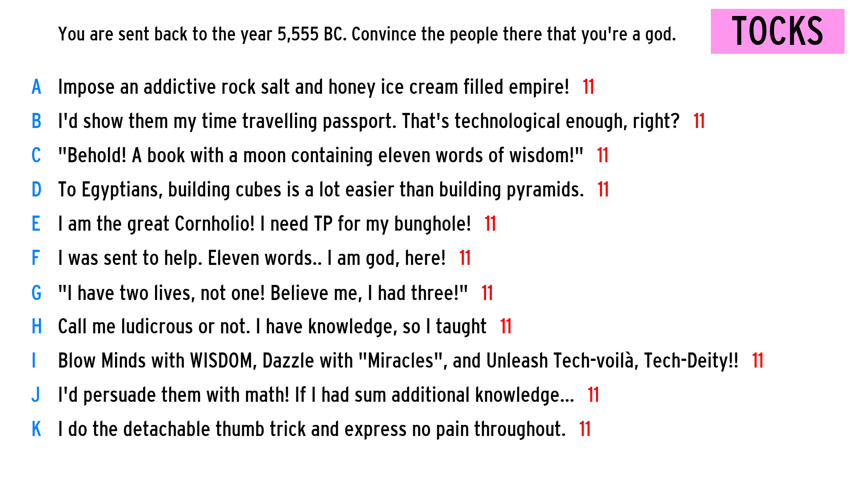 You are sent back to the year 5,555 BC. Convince the people there that you're a god.
TOCKS
A Impose an addictive rock salt and honey ice cream filled empire! 11
B I'd show them my time travelling passport. That's technological enough, right? 11
C "Behold! A book with a moon containing eleven words of wisdom!" 11
D To Egyptians, building cubes is a lot easier than building pyramids. 11
E I am the great Cornholio! I need TP for my bunghole! 11
F I was sent to help. Eleven words.. I am god, here! 11
G "I have two lives, not one! Believe me, I had three!" 11
H Call me ludicrous or not. I have knowledge, so I taught 11
I Blow Minds with WISDOM, Dazzle with "Miracles", and Unleash Tech-voilà, Tech-Deity!! 11
J I'd persuade them with math! If I had sum additional knowledge... 11
K I do the detachable thumb trick and express no pain throughout. 11